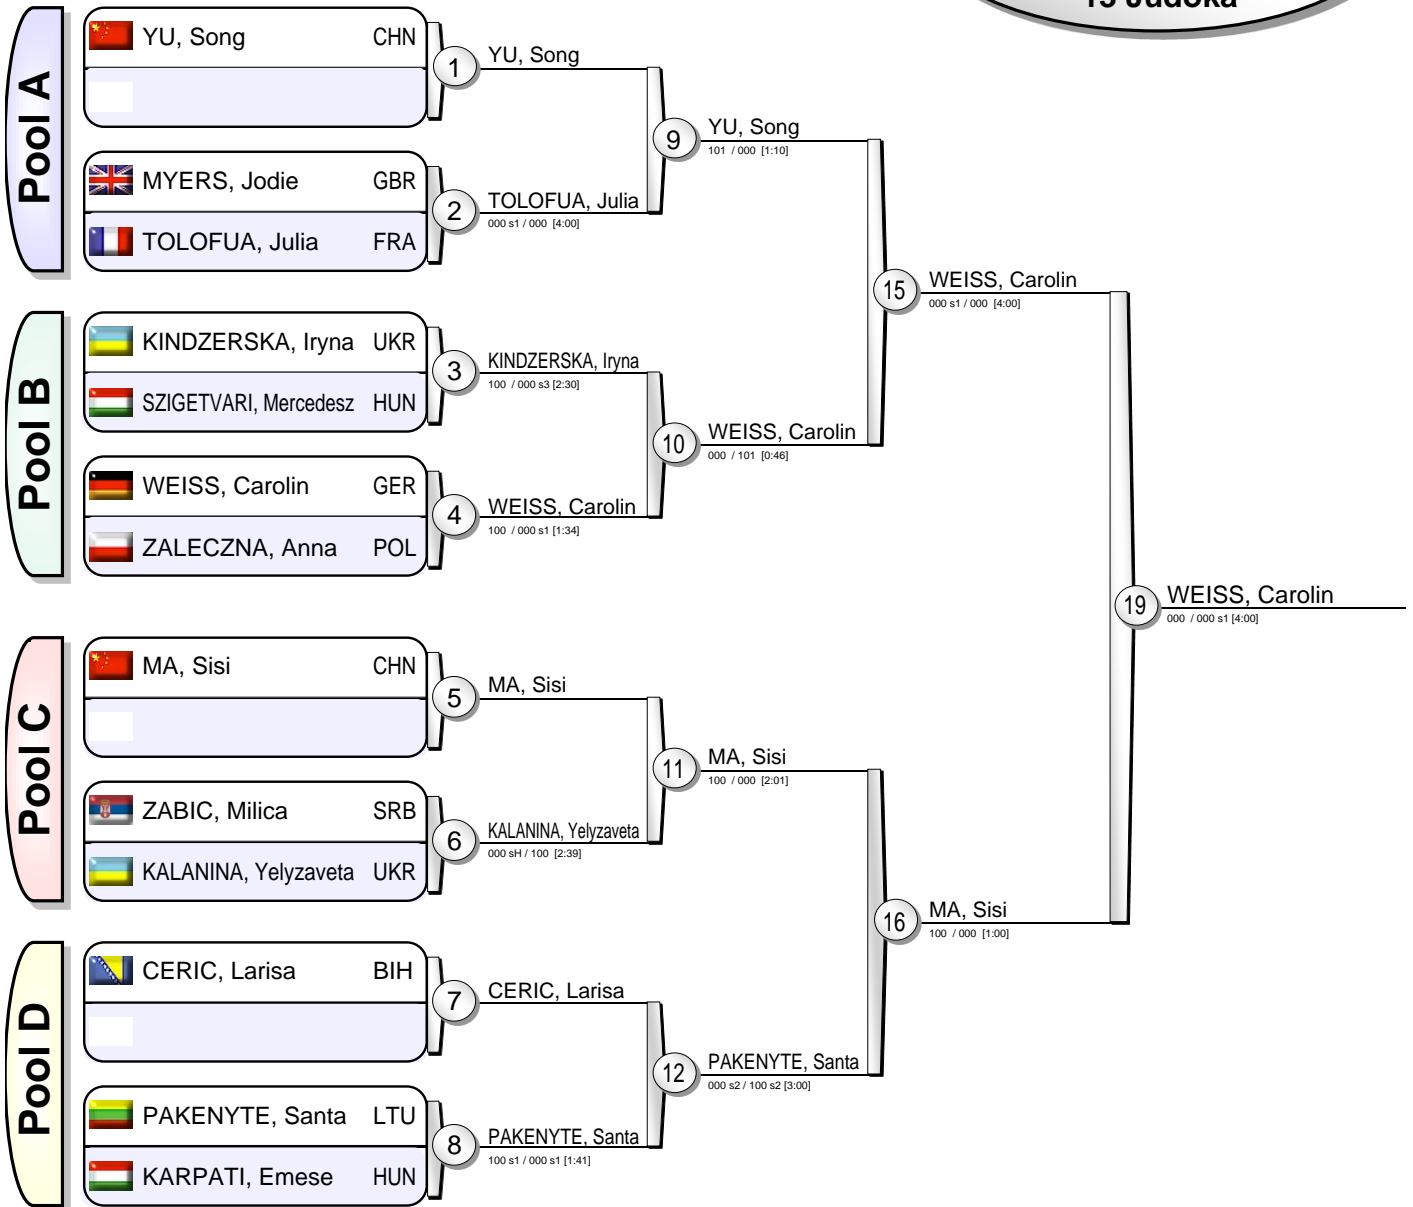 13 Judoka
Pool A
YU, Song CHN
1
YU, Song
MYERS, Jodie GBR
TOLOFUA, Julia FRA
2
TOLOFUA, Julia
000 s1 / 000 [4:00]
9
YU, Song
101 / 000 [1:10]
Pool B
KINDZERSKA, Iryna UKR
SZIGETVARI, Mercedesz HUN
3
KINDZERSKA, Iryna
100 / 000 s3 [2:30]
WEISS, Carolin GER
ZALECZNA, Anna POL
4
WEISS, Carolin
100 / 000 s1 [1:34]
10
WEISS, Carolin
000 / 101 [0:46]
15
WEISS, Carolin
000 s1 / 000 [4:00]
19
WEISS, Carolin
000 / 000 s1 [4:00]
Pool C
MA, Sisi CHN
5
MA, Sisi
ZABIC, Milica SRB
KALANINA, Yelyzaveta UKR
6
KALANINA, Yelyzaveta
000 sH / 100 [2:39]
11
MA, Sisi
100 / 000 [2:01]
16
MA, Sisi
100 / 000 [1:00]
Pool D
CERIC, Larisa BIH
7
CERIC, Larisa
PAKENYTE, Santa LTU
KARPATI, Emese HUN
8
PAKENYTE, Santa
100 s1 / 000 s1 [1:41]
12
PAKENYTE, Santa
000 s2 / 100 s2 [3:00]